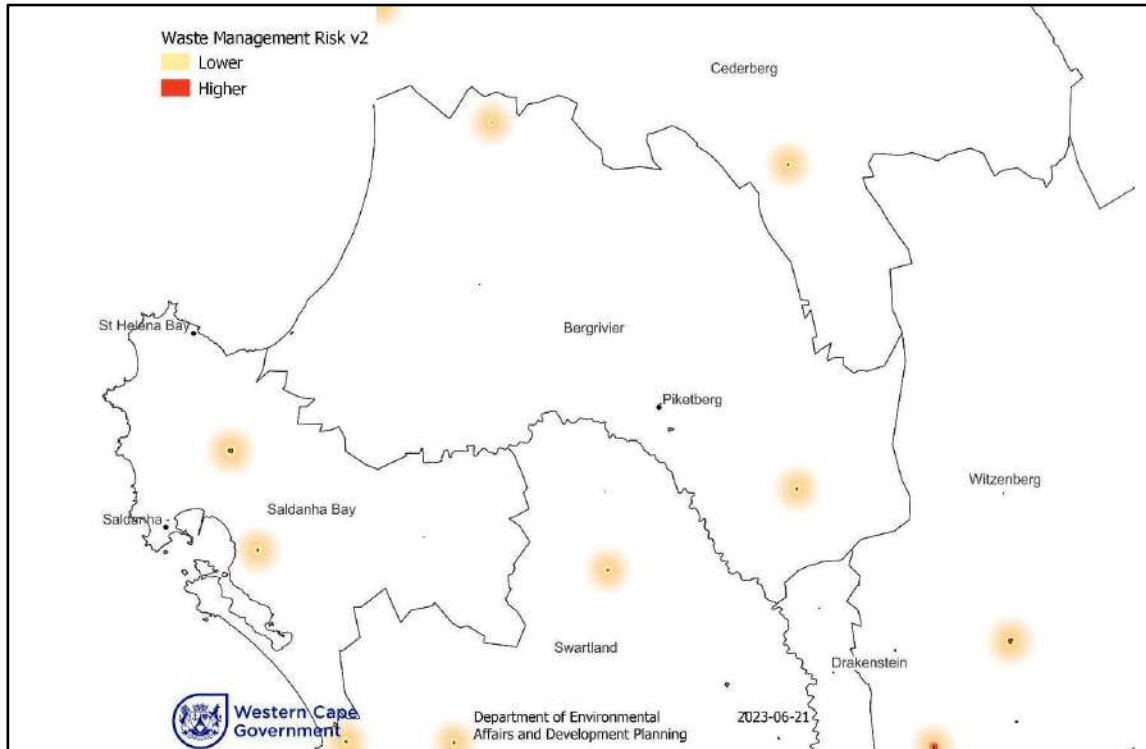 Waste Management Risk v2
Lower
Higher
Cederberg
St Helena Bay
Bergrivier
Piketberg
Witzenberg
Saldanha
Saldanha Bay
Swartland
Drakenstein
Western Cape
Government
Department of Environmental
Affairs and Development Planning
2023-06-21